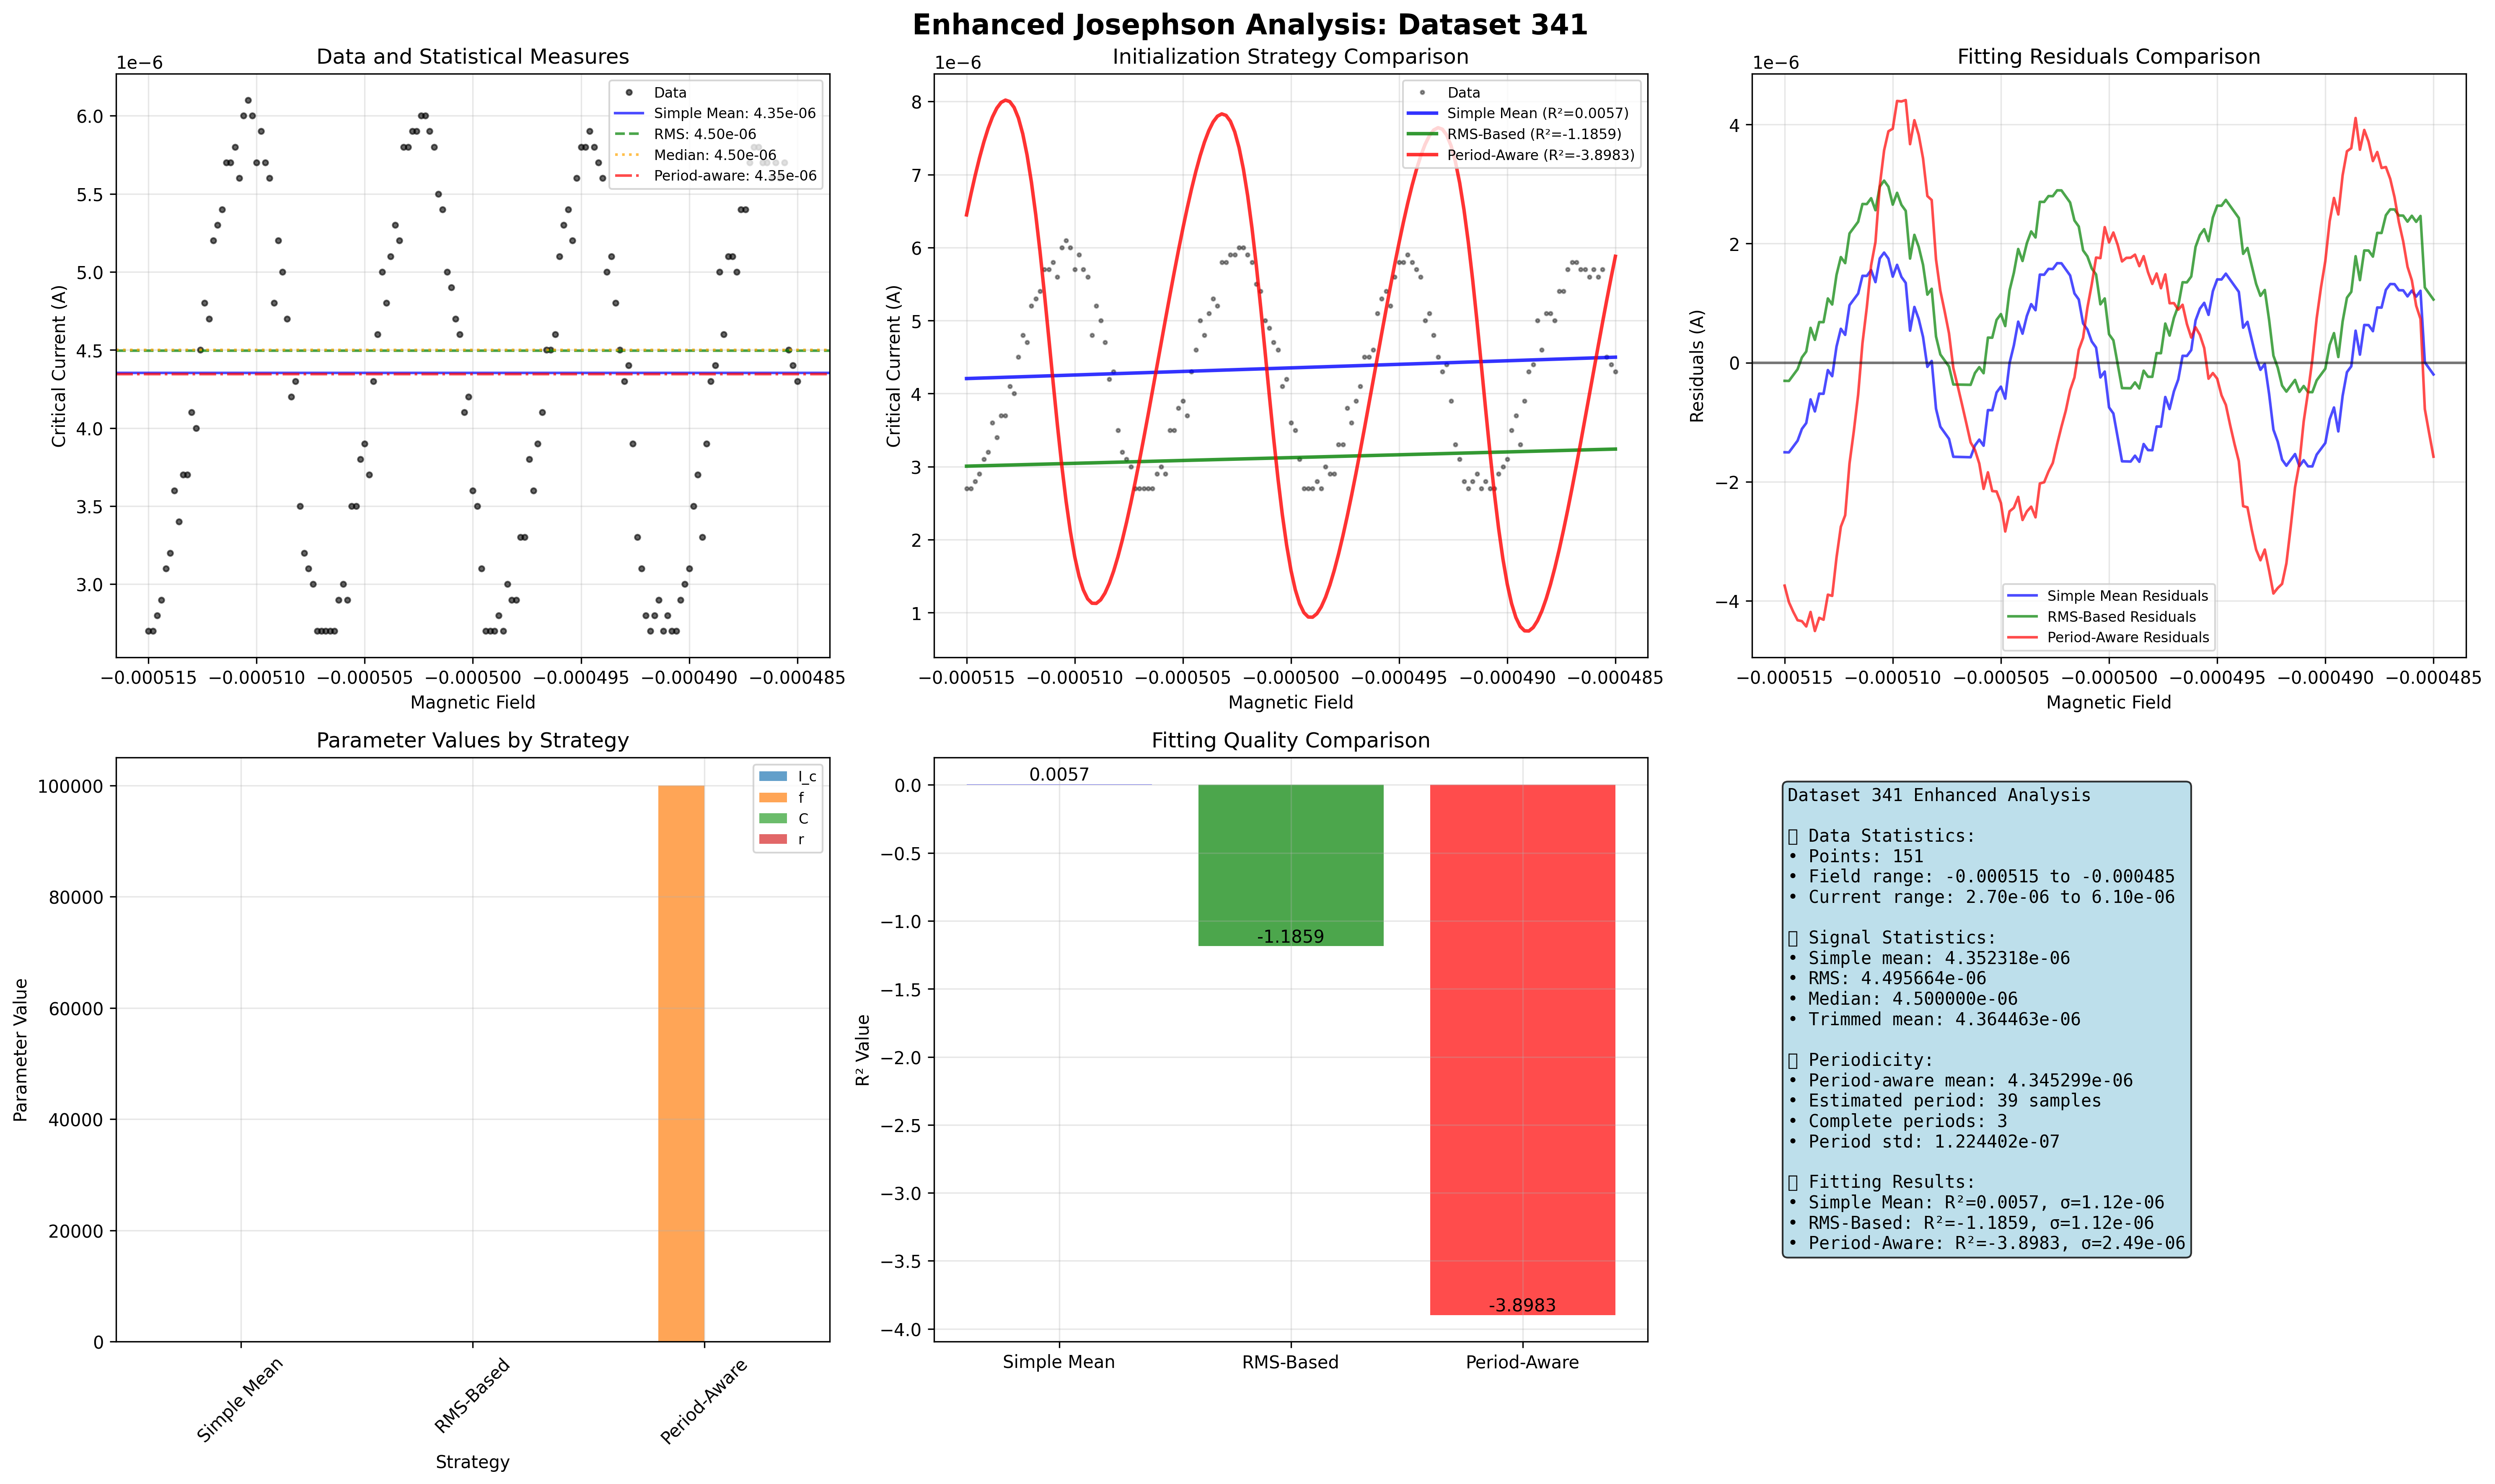 Enhanced Josephson Analysis: Dataset 341
Data and Statistical Measures
1e−6
Critical Current (A)
6.0
5.5
5.0
4.5
4.0
3.5
3.0
Data
Simple Mean: 4.35e-06
RMS: 4.50e-06
Median: 4.50e-06
Period-aware: 4.35e-06
−0.000515 −0.000510 −0.000505 −0.000500 −0.000495 −0.000490 −0.000485
Magnetic Field
Initialization Strategy Comparison
1e−6
Critical Current (A)
8
7
6
5
4
3
2
1
Data
Simple Mean (R²=0.0057)
RMS-Based (R²=-1.1859)
Period-Aware (R²=-3.8983)
−0.000515 −0.000510 −0.000505 −0.000500 −0.000495 −0.000490 −0.000485
Magnetic Field
Fitting Residuals Comparison
1e−6
Residuals (A)
4
2
0
−2
−4
Simple Mean Residuals
RMS-Based Residuals
Period-Aware Residuals
−0.000515 −0.000510 −0.000505 −0.000500 −0.000495 −0.000490 −0.000485
Magnetic Field
Parameter Values by Strategy
Parameter Value
100000
80000
60000
40000
20000
0
I_c
f
C
r
Simple Mean
RMS-Based
Period-Aware
Strategy
Fitting Quality Comparison
R² Value
0.0
−0.5
−1.0
−1.5
−2.0
−2.5
−3.0
−3.5
−4.0
0.0057
-1.1859
-3.8983
Simple Mean
RMS-Based
Period-Aware
Dataset 341 Enhanced Analysis
Data Statistics:
• Points: 151
• Field range: -0.000515 to -0.000485
• Current range: 2.70e-06 to 6.10e-06
Signal Statistics:
• Simple mean: 4.352318e-06
• RMS: 4.495664e-06
• Median: 4.500000e-06
• Trimmed mean: 4.364463e-06
Periodicity:
• Period-aware mean: 4.345299e-06
• Estimated period: 39 samples
• Complete periods: 3
• Period std: 1.224402e-07
Fitting Results:
• Simple Mean: R²=0.0057, σ=1.12e-06
• RMS-Based: R²=-1.1859, σ=1.12e-06
• Period-Aware: R²=-3.8983, σ=2.49e-06